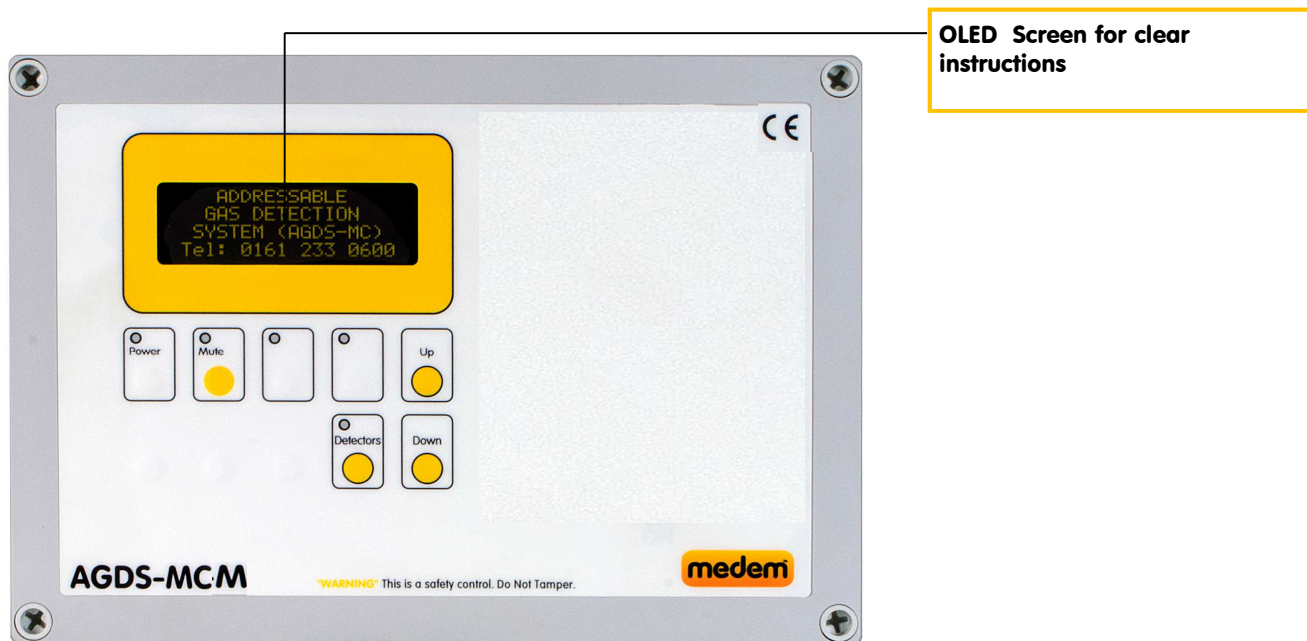 OLED Screen for clear
instructions
CE
ADDRESSABLE
GAS DETECTION
SYSTEM (AGDS-MC)
Tel: 0161 233 0600
Power
Mute
Up
Detectors
Down
AGDS-MC.M
"WARNING" This is a safety control. Do Not Tamper.
medem